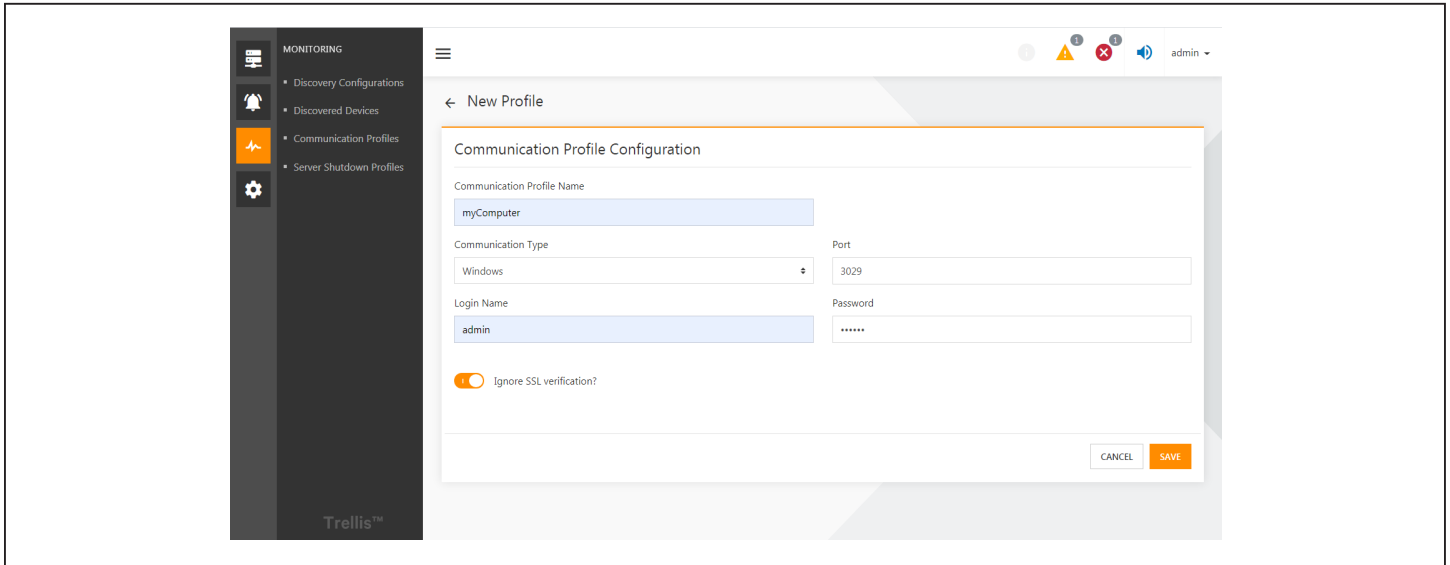 MONITORING
Discovery Configurations
Discovered Devices
Communication Profiles
Server Shutdown Profiles
Trellis™
1
1
admin
New Profile
Communication Profile Configuration
Communication Profile Name
myComputer
Communication Type
Port
Windows
3029
Login Name
Password
admin
••••••
Ignore SSL verification?
CANCEL
SAVE